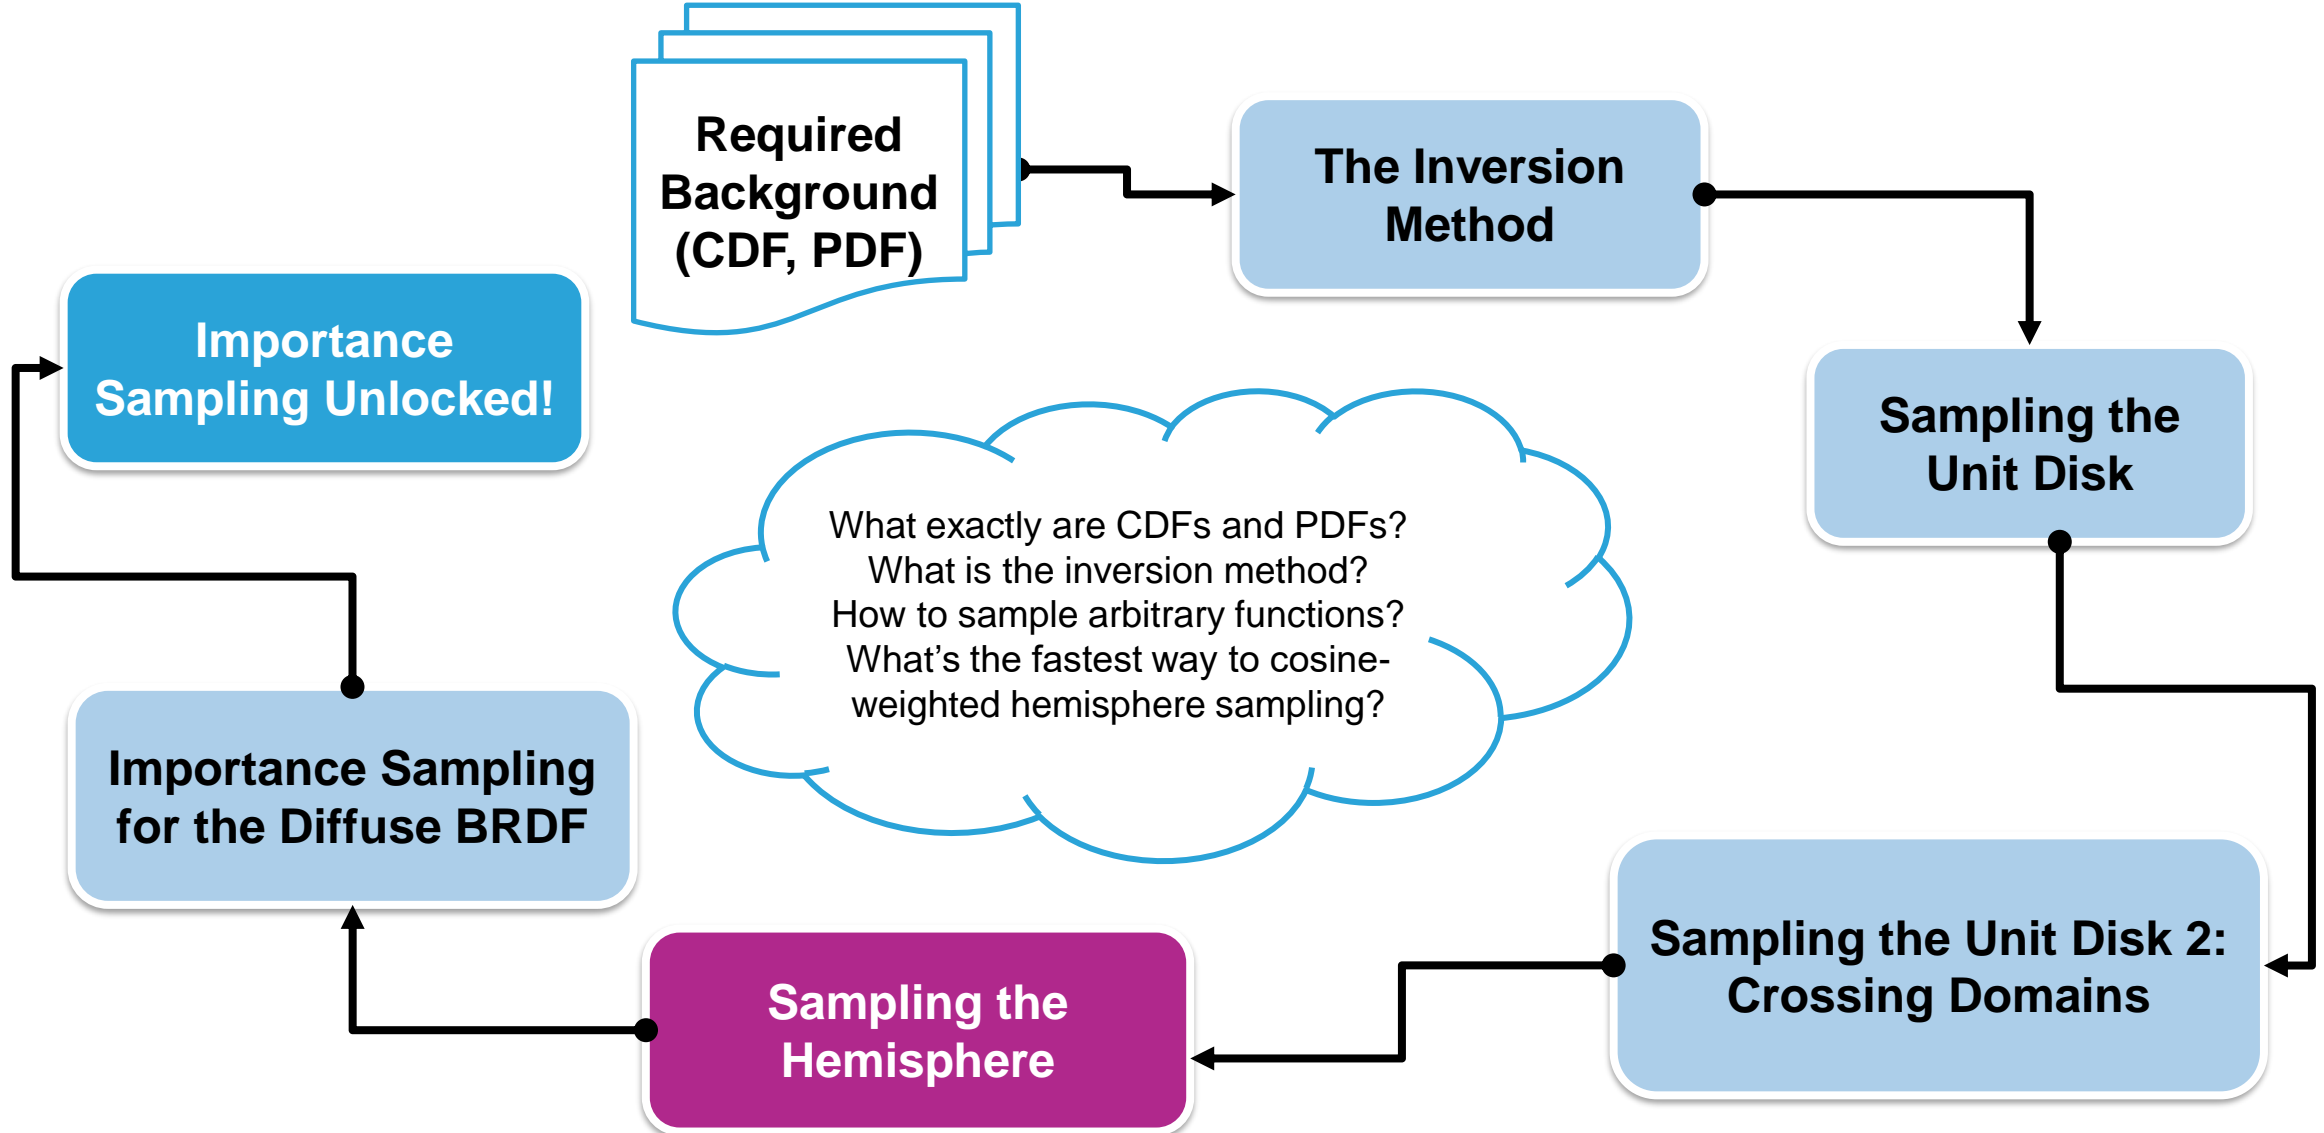 Required
Background
(CDF, PDF)
The Inversion
Method
Sampling the
Unit Disk
Sampling the Unit Disk 2:
Crossing Domains
Sampling the
Hemisphere
Importance Sampling
for the Diffuse BRDF
Importance
Sampling Unlocked!
What exactly are CDFs and PDFs?
What is the inversion method?
How to sample arbitrary functions?
What’s the fastest way to cosine-
weighted hemisphere sampling?